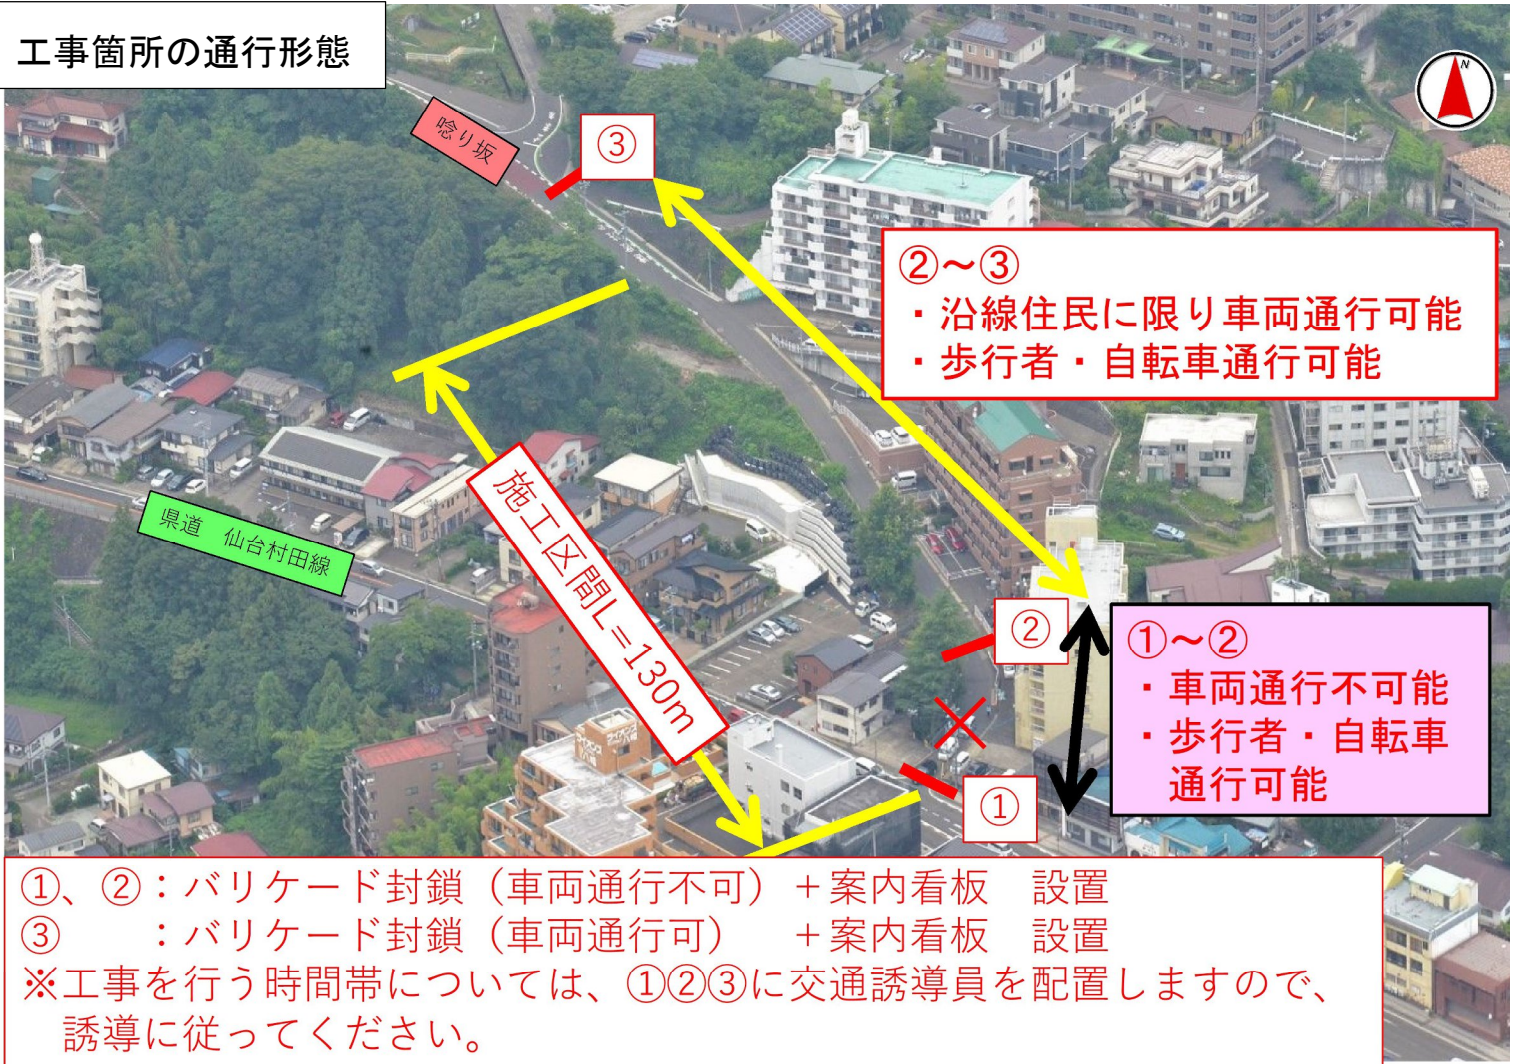 工事箇所の通行形態
N
唸り坂
③
②～③
・沿線住民に限り車両通行可能
・歩行者・自転車通行可能
県道　仙台村田線
施工区間L=130m
②
①～②
・車両通行不可能
・歩行者・自転車
通行可能
①
①、②：バリケード封鎖（車両通行不可）＋案内看板　設置
③　　：バリケード封鎖（車両通行可）　＋案内看板　設置
※工事を行う時間帯については、①②③に交通誘導員を配置しますので、
誘導に従ってください。